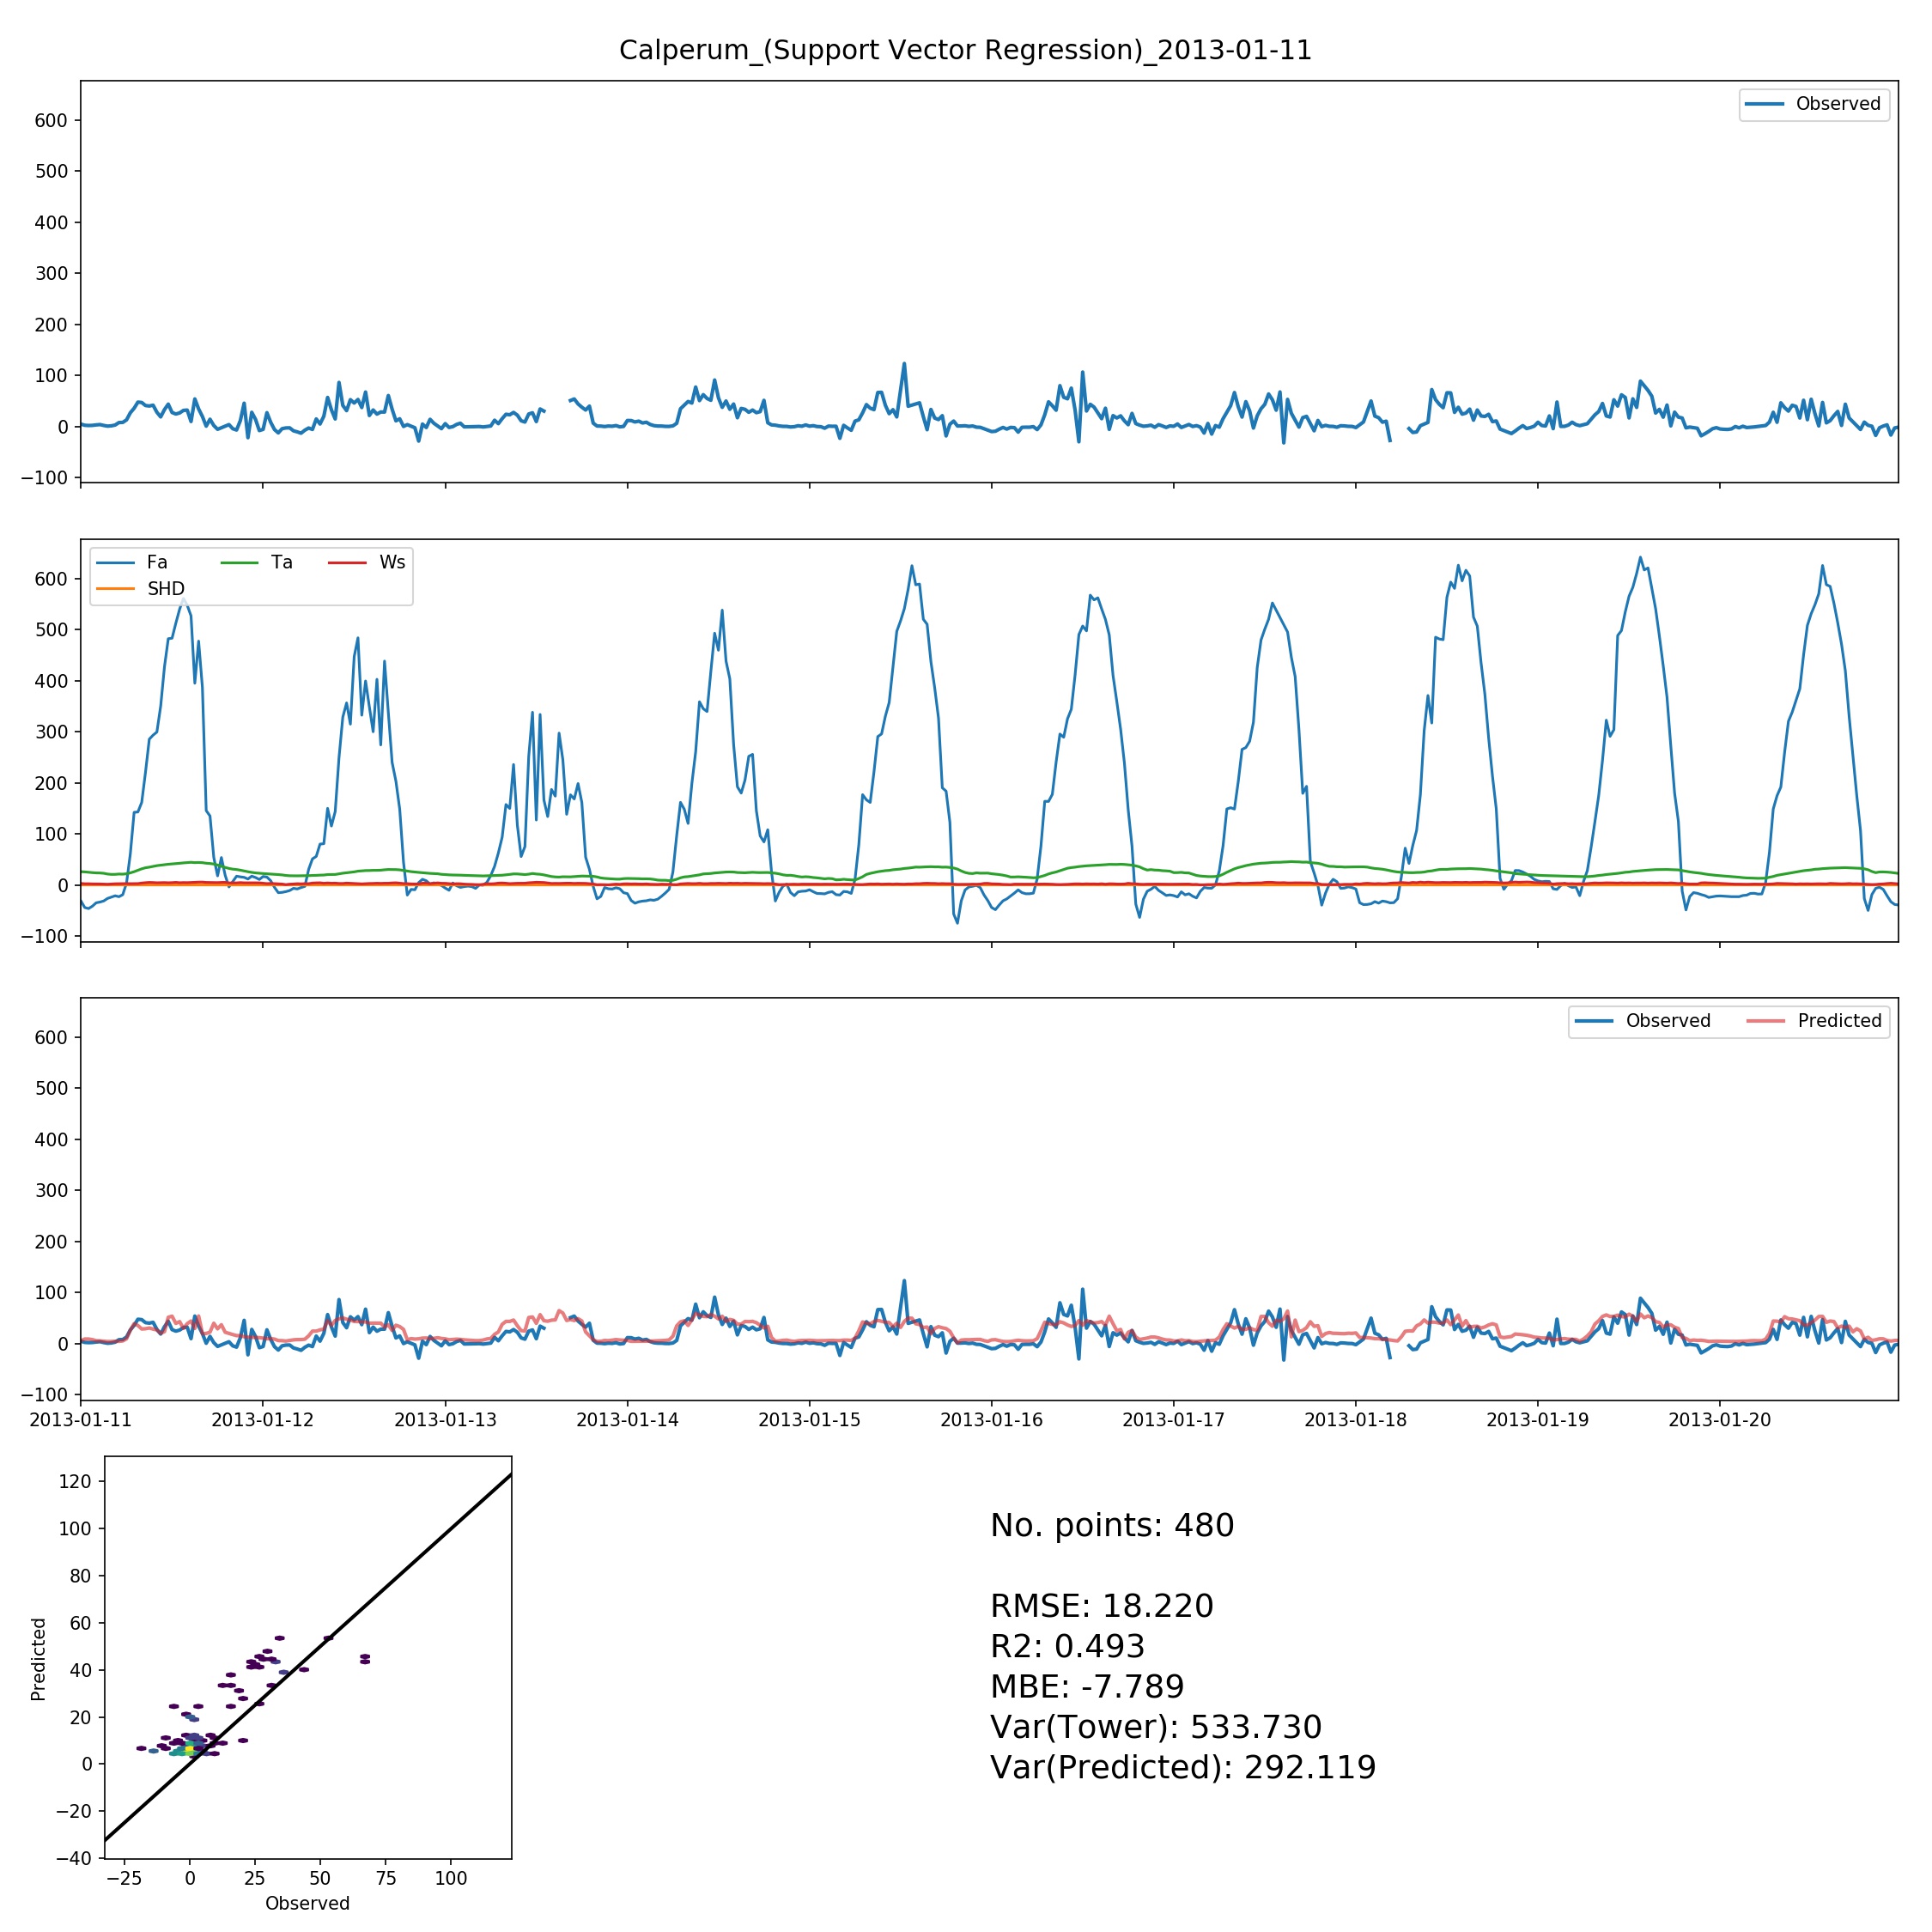 Calperum_(Support Vector Regression)_2013-01-11
600
500
400
300
200
100
0
−100
Observed
600
500
400
300
200
100
0
−100
Fa Ta Ws
SHD
600
500
400
300
200
100
0
−100
Observed Predicted
2013-01-11 2013-01-12 2013-01-13 2013-01-14 2013-01-15 2013-01-16 2013-01-17 2013-01-18 2013-01-19 2013-01-20
120
100
80
60
40
20
0
−20
−40
Predicted
−25 0 25 50 75 100
Observed
No. points: 480
RMSE: 18.220
R2: 0.493
MBE: -7.789
Var(Tower): 533.730
Var(Predicted): 292.119